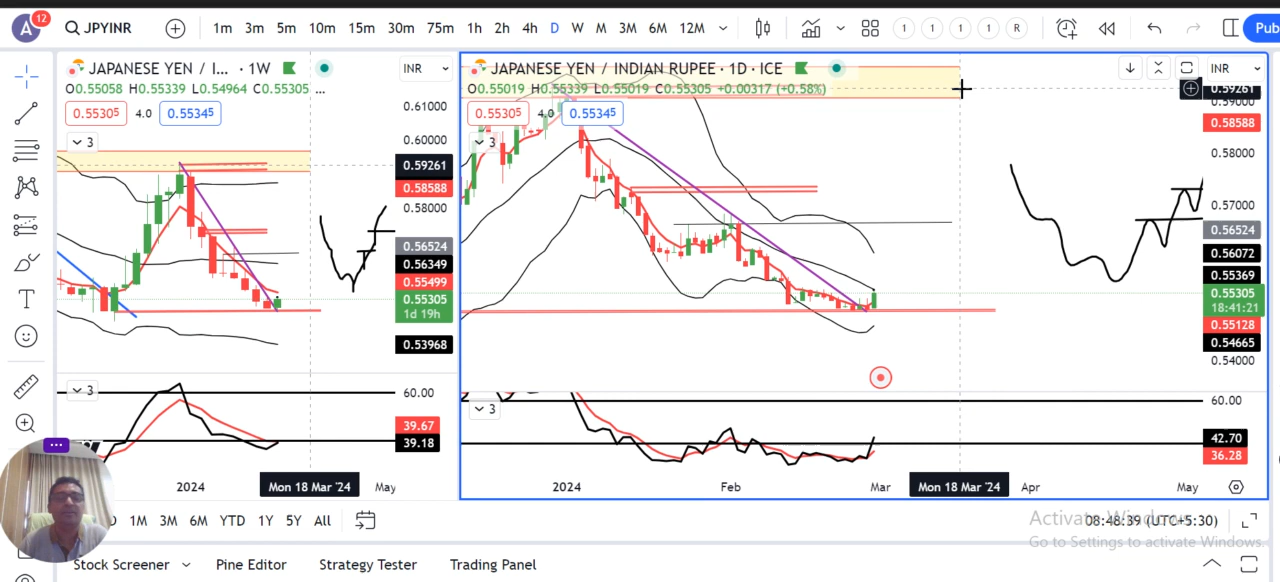 A 12 JPYINR 1m 3m 5m 10m 15m 30m 75m 1h 2h 4h D W M 3M 6M 12M 1 1 1 1 R Pub
JAPANESE YEN / I... · 1W INR
O0.55058 H0.55339 L0.54964 C0.55305 ...
0.55305 4.0 0.55345
3
0.61000
0.60000
0.59261
0.58588
0.58000
0.56524
0.56349
0.55499
0.55305
1d 19h
0.53968
3
60.00
39.67
39.18
2024 Mon 18 Mar '24 May
JAPANESE YEN / INDIAN RUPEE · 1D · ICE INR
O0.55019 H0.55339 L0.55019 C0.55305 +0.00317 (+0.58%)
0.55305 4.0 0.55345
3
0.59261
0.59000
0.58588
0.58000
0.57000
0.56524
0.56072
0.55369
0.55305
18:41:21
0.55128
0.54665
0.54000
3
60.00
42.70
36.28
2024 Feb Mar Mon 18 Mar '24 Apr May
D 1M 3M 6M YTD 1Y 5Y All 08:48:39 (UTC+5:30)
Activate Windows
Go to Settings to activate Windows.
Stock Screener Pine Editor Strategy Tester Trading Panel